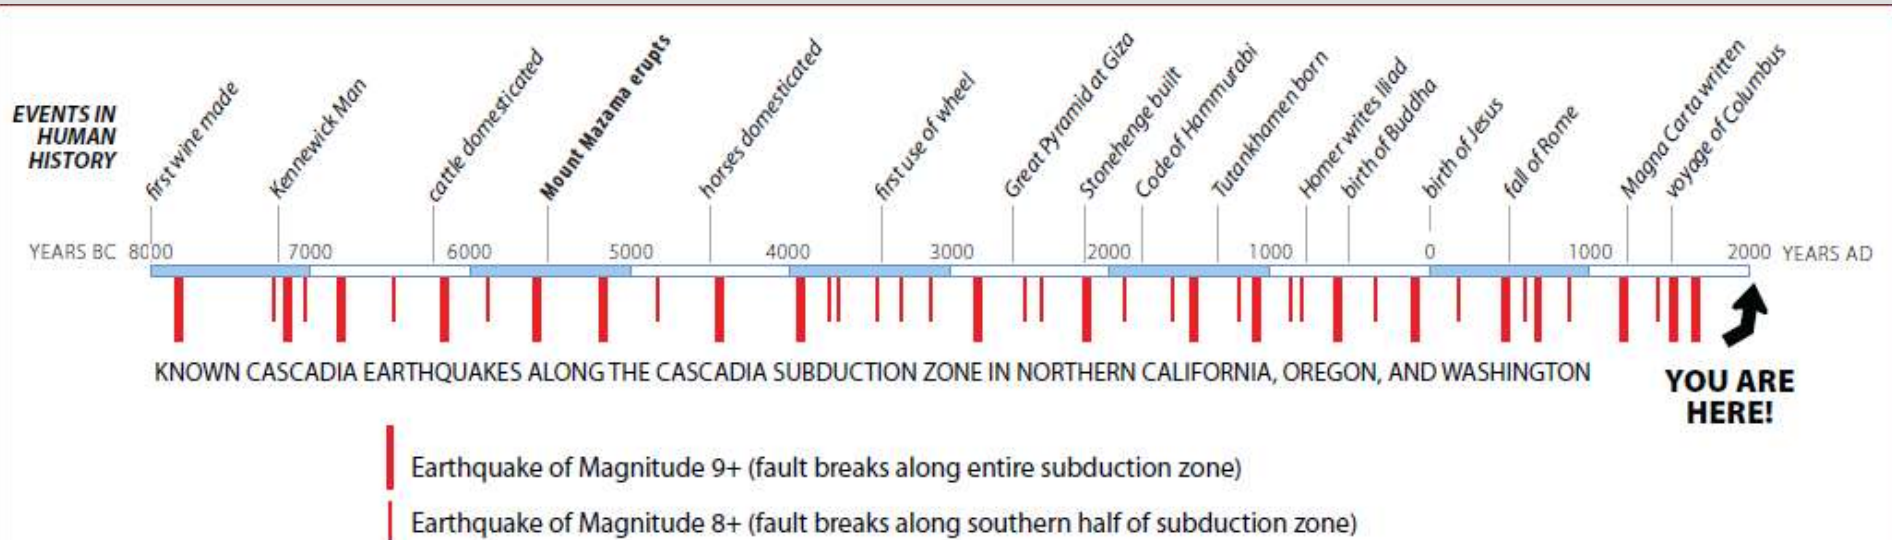 first wine made
Kennewick Man
cattle domesticated
Mount Mazama erupts
horses domesticated
first use of wheel
Great Pyramid at Giza
Stonehenge built
Code of Hammurabi
Tutankhamen born
Homer writes Iliad
birth of Buddha
birth of Jesus
fall of Rome
Magna Carta written
voyage of Columbus
EVENTS IN
HUMAN
HISTORY
YEARS BC 8000 7000 6000 5000 4000 3000 2000 1000 0 1000 2000 YEARS AD
KNOWN CASCADIA EARTHQUAKES ALONG THE CASCADIA SUBDUCTION ZONE IN NORTHERN CALIFORNIA, OREGON, AND WASHINGTON
YOU ARE
HERE!
Earthquake of Magnitude 9+ (fault breaks along entire subduction zone)
Earthquake of Magnitude 8+ (fault breaks along southern half of subduction zone)